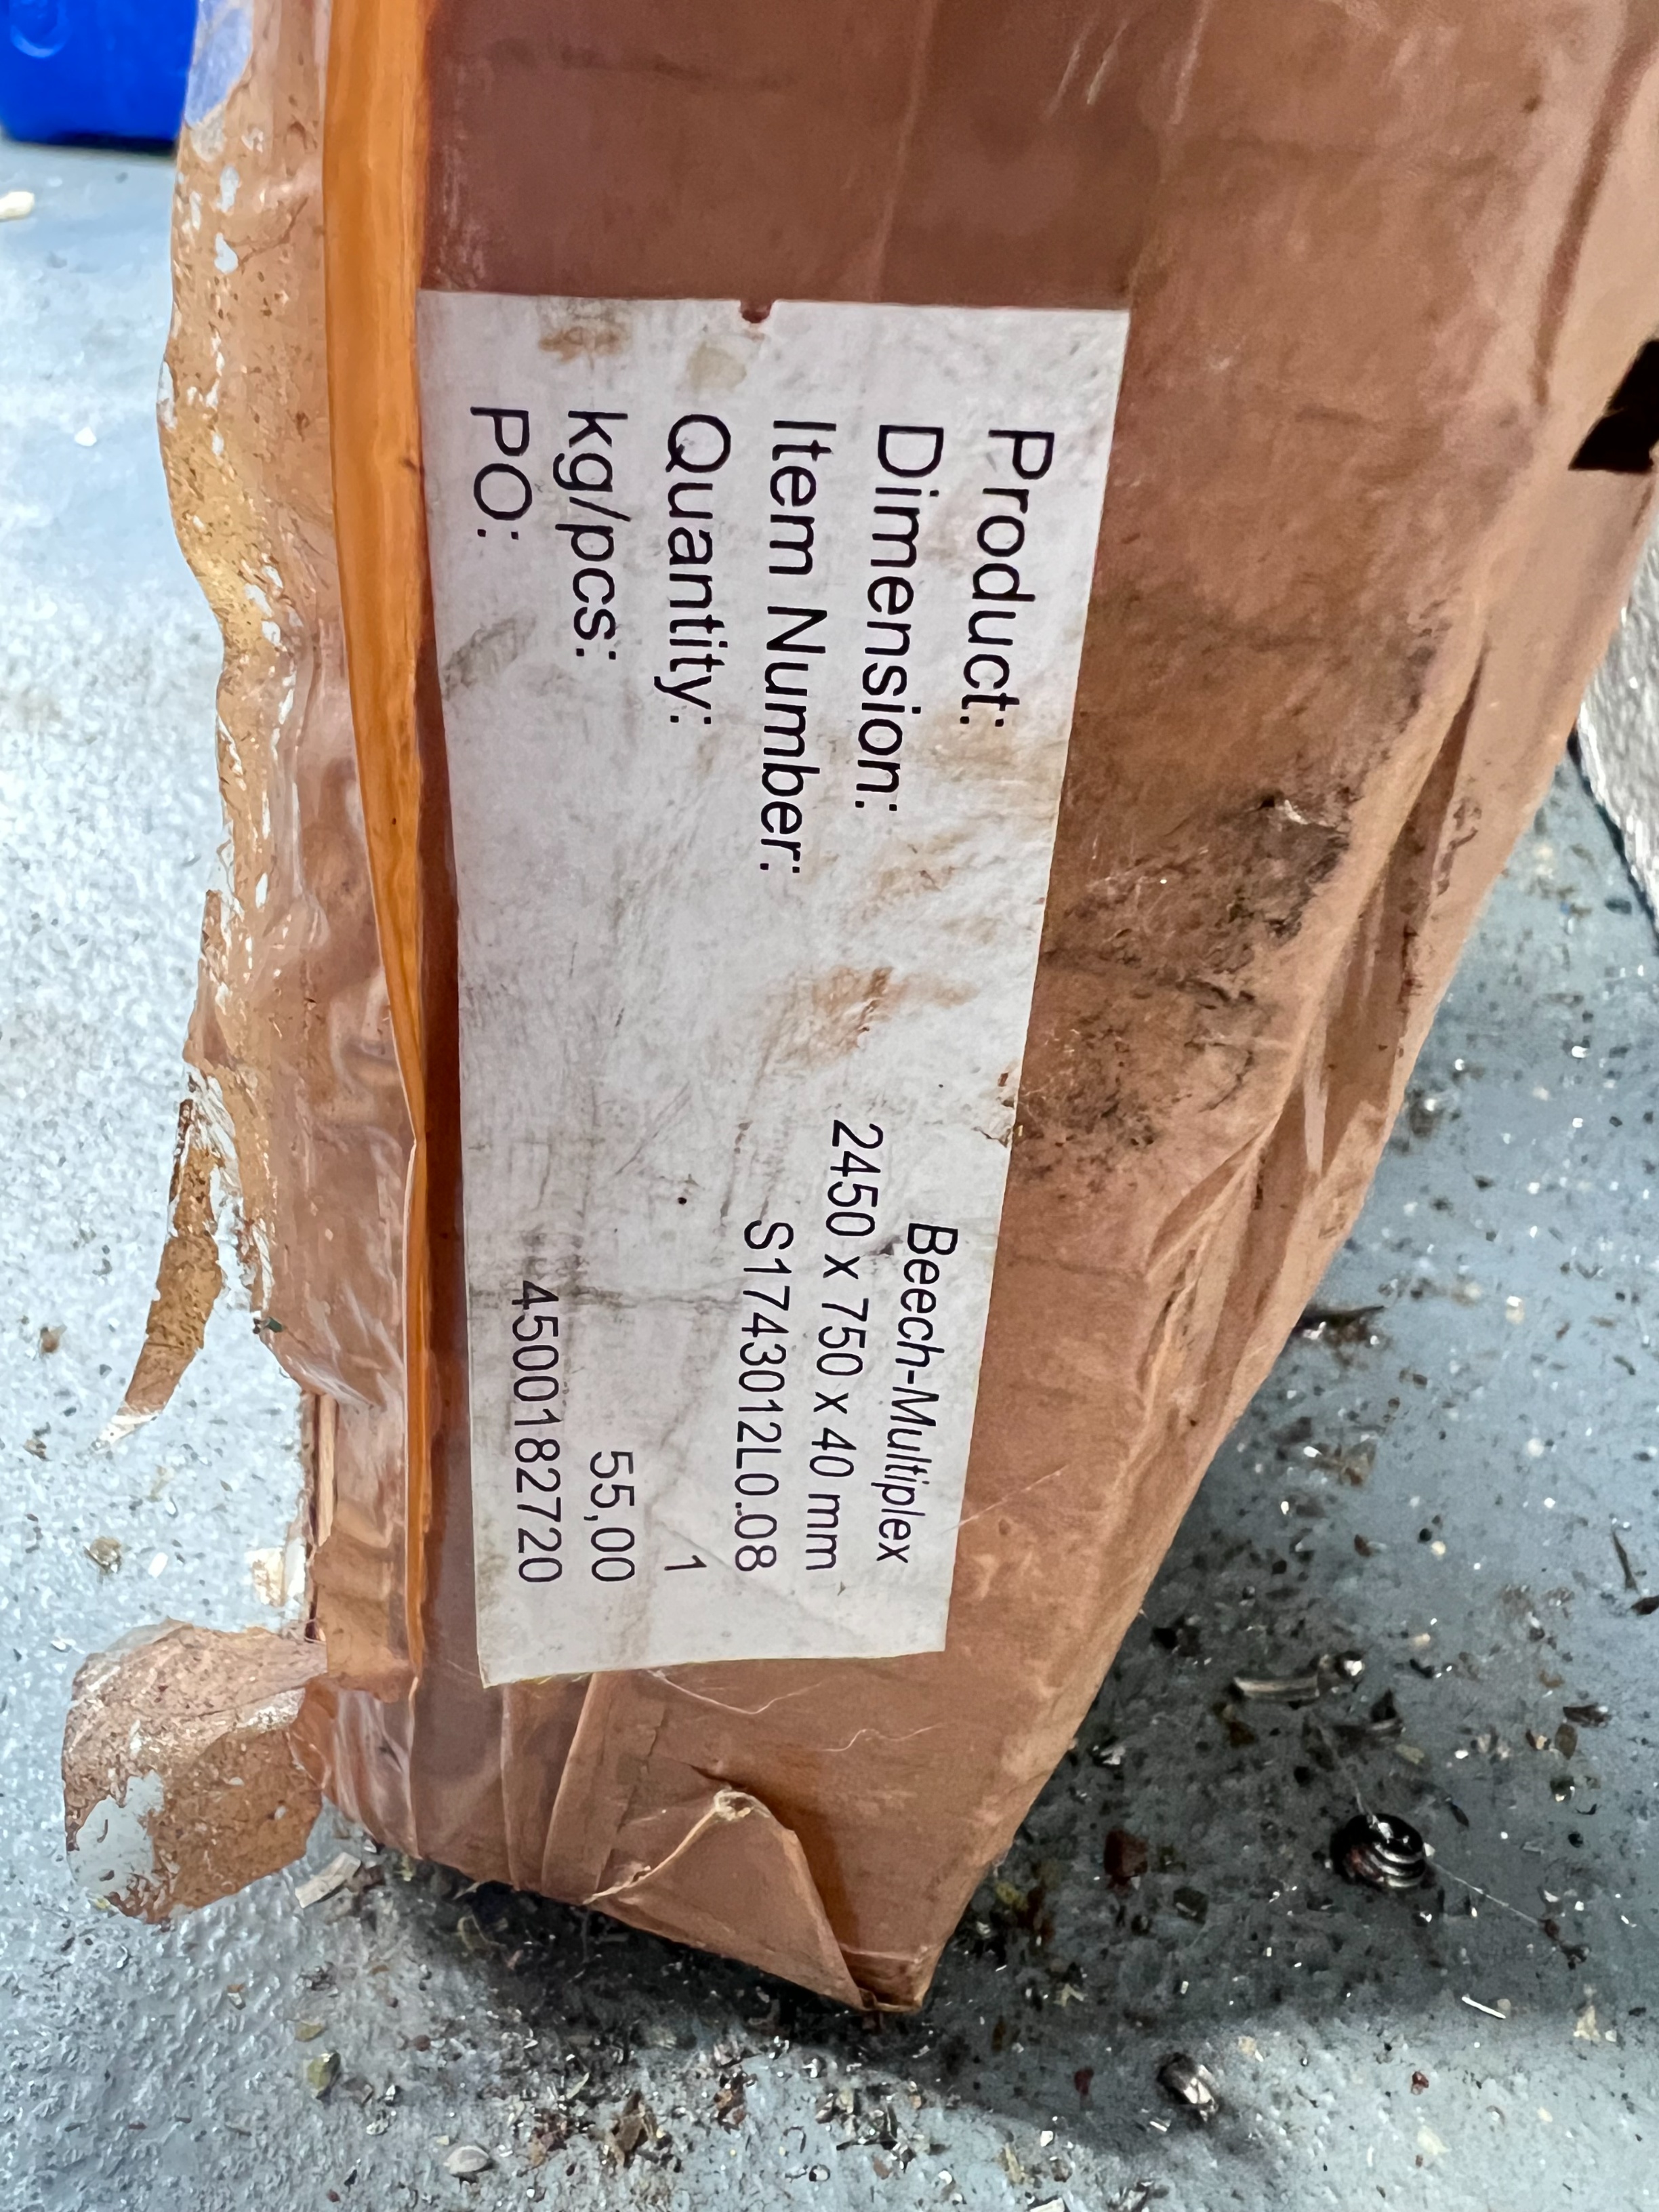 Product: Beech-Multiplex
Dimension: 2450 x 750 x 40 mm
Item Number: S1743012L0.08
Quantity: 1
kg/pcs: 55,00
PO: 4500182720